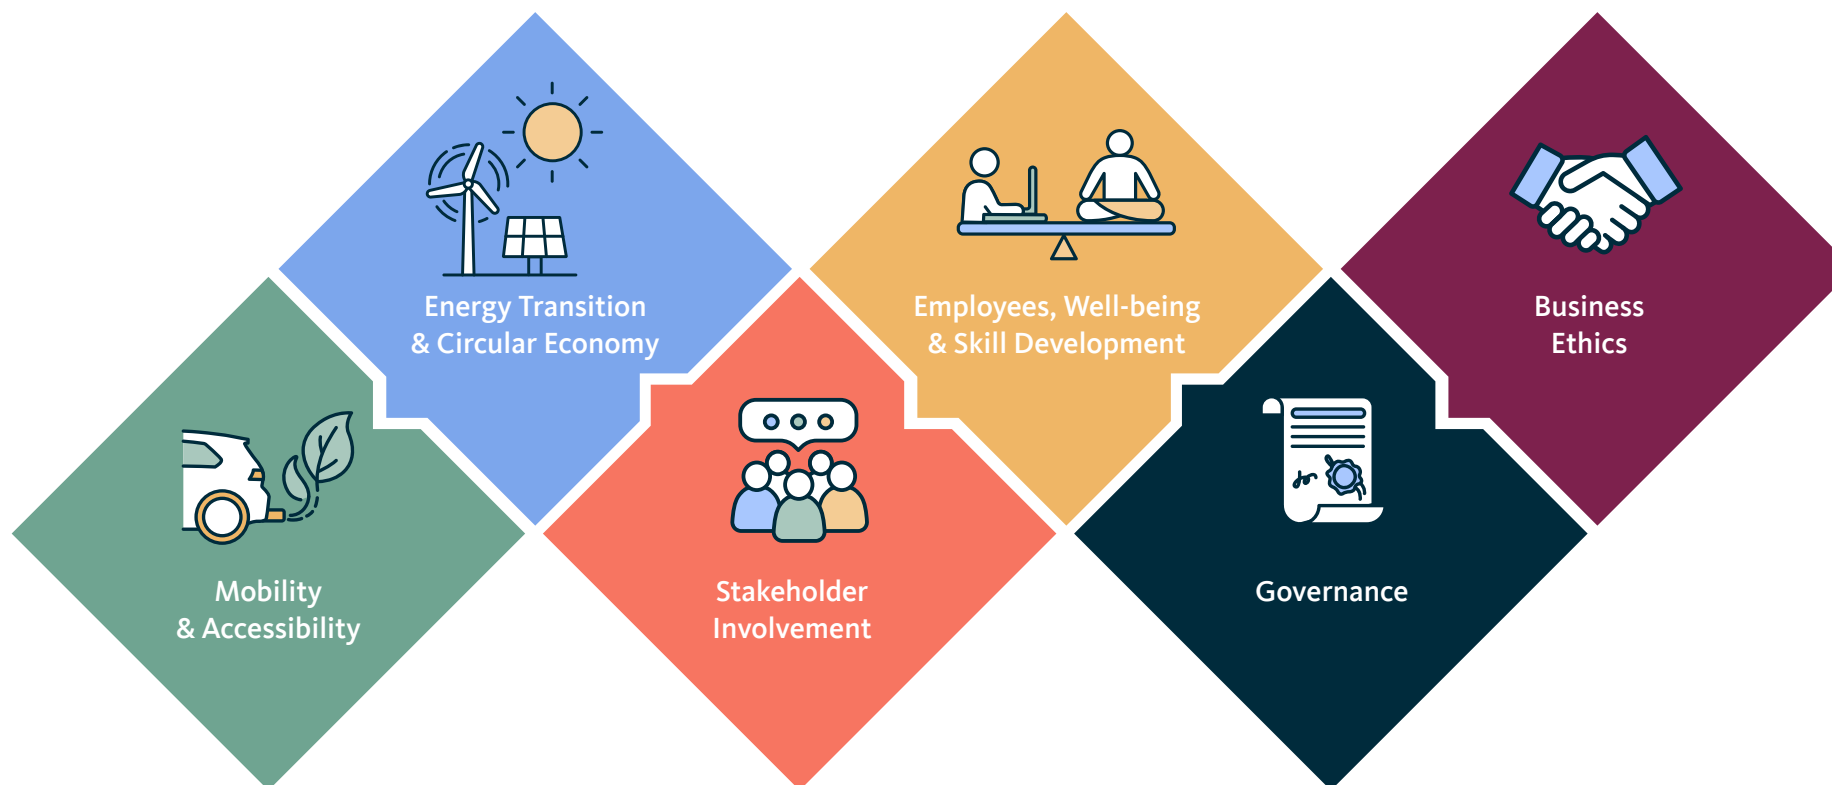 Energy Transition
& Circular Economy
Employees, Well-being
& Skill Development
Business
Ethics
Mobility
& Accessibility
Stakeholder
Involvement
Governance